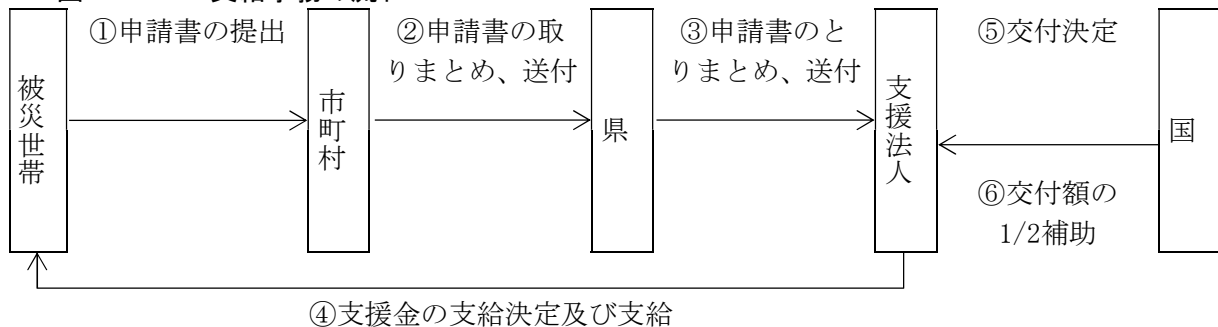 ①申請書の提出
②申請書の取
りまとめ、送付
③申請書のと
りまとめ、送付
⑤交付決定
被災世帯
市町村
県
支援法人
国
⑥交付額の
1/2補助
④支援金の支給決定及び支給